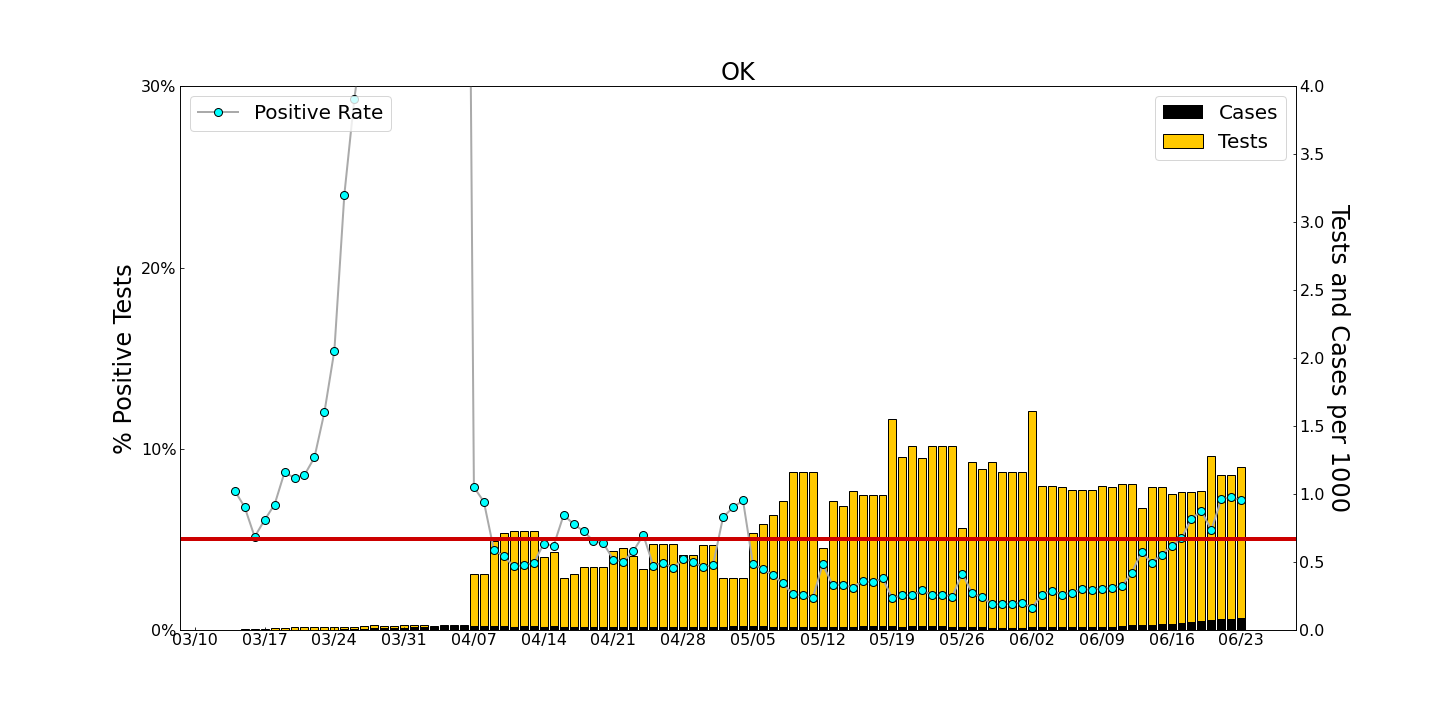 OK
30%
20%
10%
0%
% Positive Tests
Positive Rate
Cases
Tests
4.0
3.5
3.0
2.5
2.0
1.5
1.0
0.5
0.0
Tests and Cases per 1000
03/10 03/17 03/24 03/31 04/07 04/14 04/21 04/28 05/05 05/12 05/19 05/26 06/02 06/09 06/16 06/23